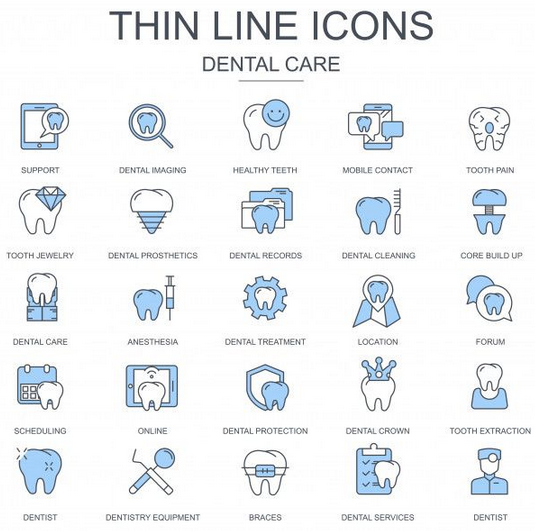 THIN LINE ICONS
DENTAL CARE
SUPPORT
DENTAL IMAGING
HEALTHY TEETH
MOBILE CONTACT
TOOTH PAIN
TOOTH JEWELRY
DENTAL PROSTHETICS
DENTAL RECORDS
DENTAL CLEANING
CORE BUILD UP
DENTAL CARE
ANESTHESIA
DENTAL TREATMENT
LOCATION
FORUM
SCHEDULING
ONLINE
DENTAL PROTECTION
DENTAL CROWN
TOOTH EXTRACTION
DENTIST
DENTISTRY EQUIPMENT
BRACES
DENTAL SERVICES
DENTIST